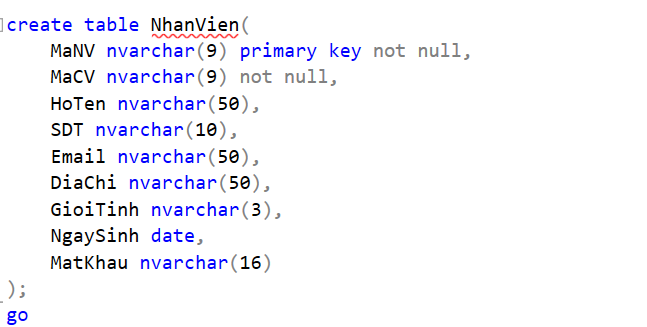 create table NhanVien(
MaNV nvarchar(9) primary key not null,
MaCV nvarchar(9) not null,
HoTen nvarchar(50),
SDT nvarchar(10),
Email nvarchar(50),
DiaChi nvarchar(50),
GioiTinh nvarchar(3),
NgaySinh date,
MatKhau nvarchar(16)
);
go